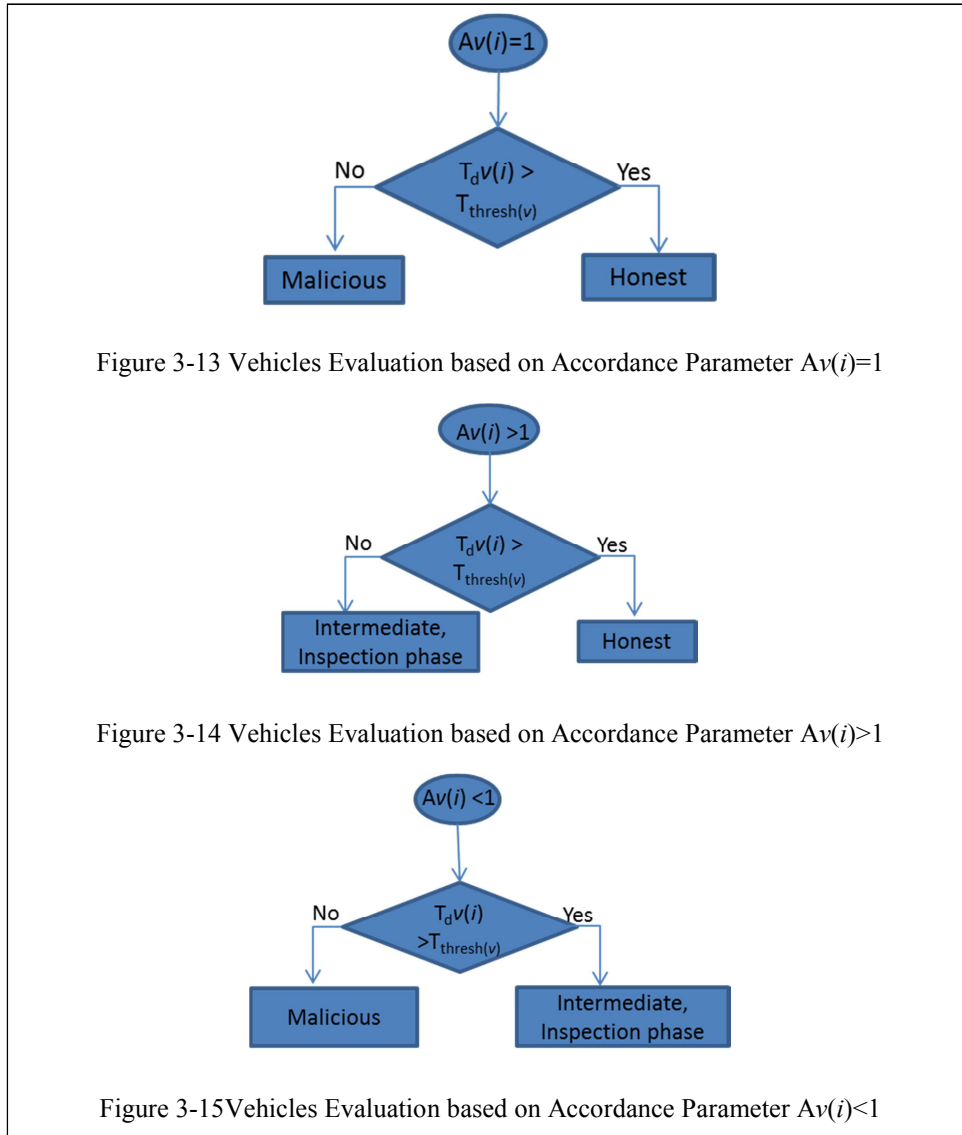 Av(i)=1
No
Tdv(i) >
Tthresh(v)
Yes
Malicious
Honest
Figure 3-13 Vehicles Evaluation based on Accordance Parameter Av(i)=1
Av(i) >1
No
Tdv(i) >
Tthresh(v)
Yes
Intermediate,
Inspection phase
Honest
Figure 3-14 Vehicles Evaluation based on Accordance Parameter Av(i)>1
Av(i) <1
No
Tdv(i)
>Tthresh(v)
Yes
Malicious
Intermediate,
Inspection phase
Figure 3-15Vehicles Evaluation based on Accordance Parameter Av(i)<1